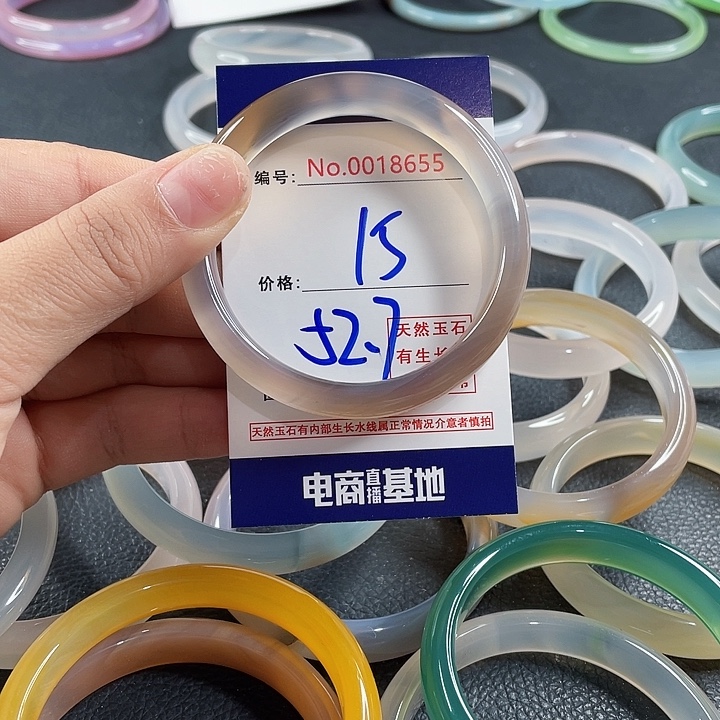 编号: No.0018655
价格: 15
52.7
天然玉石
有生长
天然玉石有内部生长水线属正常情况介意者慎拍
电商直播基地